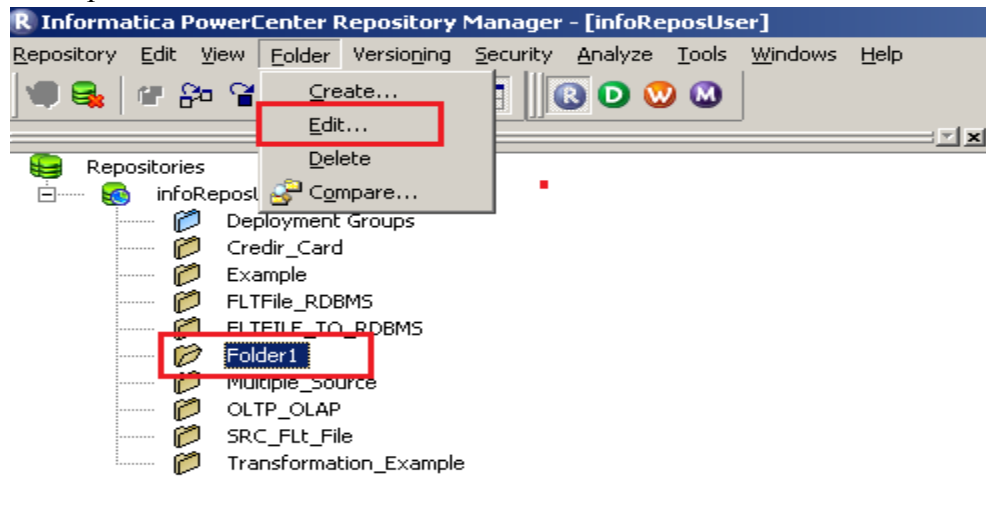 R Informatica PowerCenter Repository Manager - [infoReposUser]
Repository Edit View Folder Versioning Security Analyze Tools Windows Help
Create...
R D W M
Edit...
Delete
Repositories
Compare...
infoRepos
Deployment Groups
Credir_Card
Example
FLTFile_RDBMS
FLTFILE_TO_RDBMS
Folder1
Multiple_Source
OLTP_OLAP
SRC_FLt_File
Transformation_Example